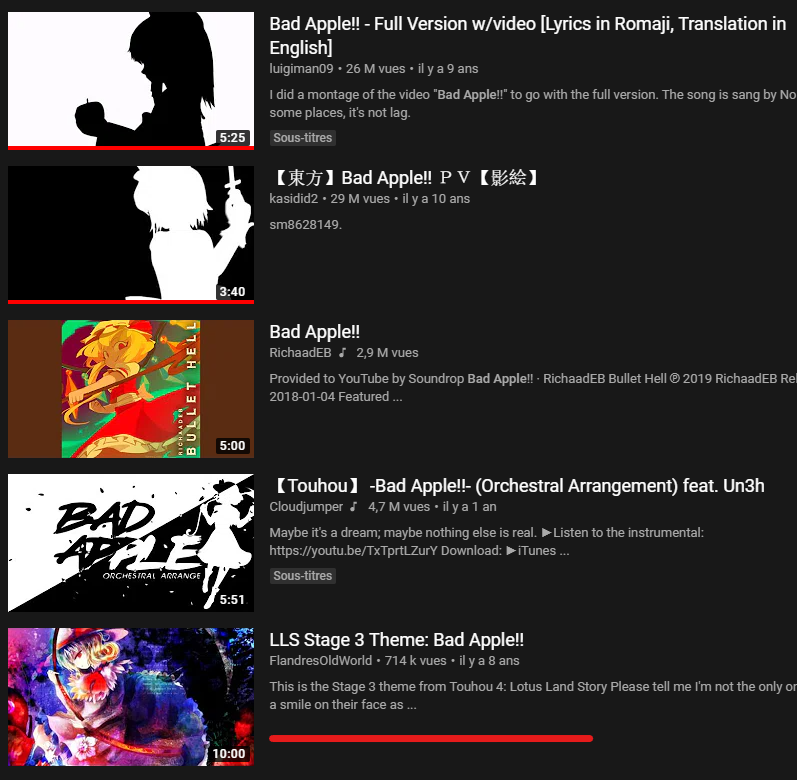 Bad Apple!! - Full Version w/video [Lyrics in Romaji, Translation in
English]
luigiman09 • 26 M vues • il y a 9 ans
I did a montage of the video "Bad Apple!!" to go with the full version. The song is sang by No
some places, it's not lag.
Sous-titres
5:25
【東方】Bad Apple!! ＰＶ【影絵】
kasidid2 • 29 M vues • il y a 10 ans
sm8628149.
3:40
Bad Apple!!
RichaadEB ♪ 2,9 M vues
Provided to YouTube by Soundrop Bad Apple!! · RichaadEB Bullet Hell ℗ 2019 RichaadEB Rel
2018-01-04 Featured ...
RICHAADEB
BULLET HELL
5:00
【Touhou】 -Bad Apple!!- (Orchestral Arrangement) feat. Un3h
Cloudjumper ♪ 4,7 M vues • il y a 1 an
Maybe it's a dream; maybe nothing else is real. ►Listen to the instrumental:
https://youtu.be/TxTprtLZurY Download: ►iTunes ...
Sous-titres
BAD
APPLE
ORCHESTRAL ARRANGE
5:51
LLS Stage 3 Theme: Bad Apple!!
FlandresOldWorld • 714 k vues • il y a 8 ans
This is the Stage 3 theme from Touhou 4: Lotus Land Story Please tell me I'm not the only or
a smile on their face as ...
10:00